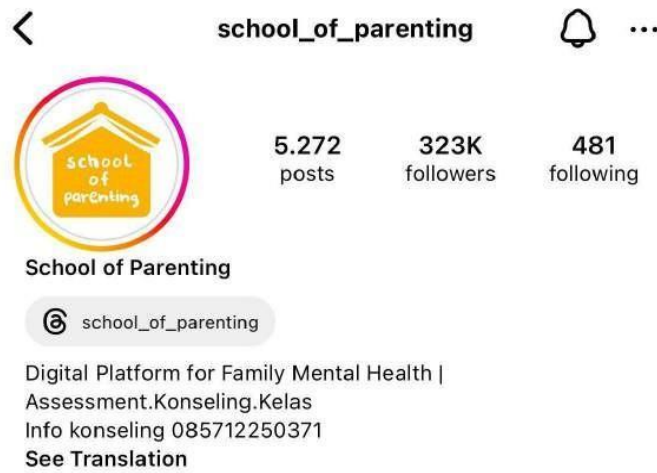 school_of_parenting
school
of
parenting
5.272 323K 481
posts followers following
School of Parenting
school_of_parenting
Digital Platform for Family Mental Health |
Assessment.Konseling.Kelas
Info konseling 085712250371
See Translation